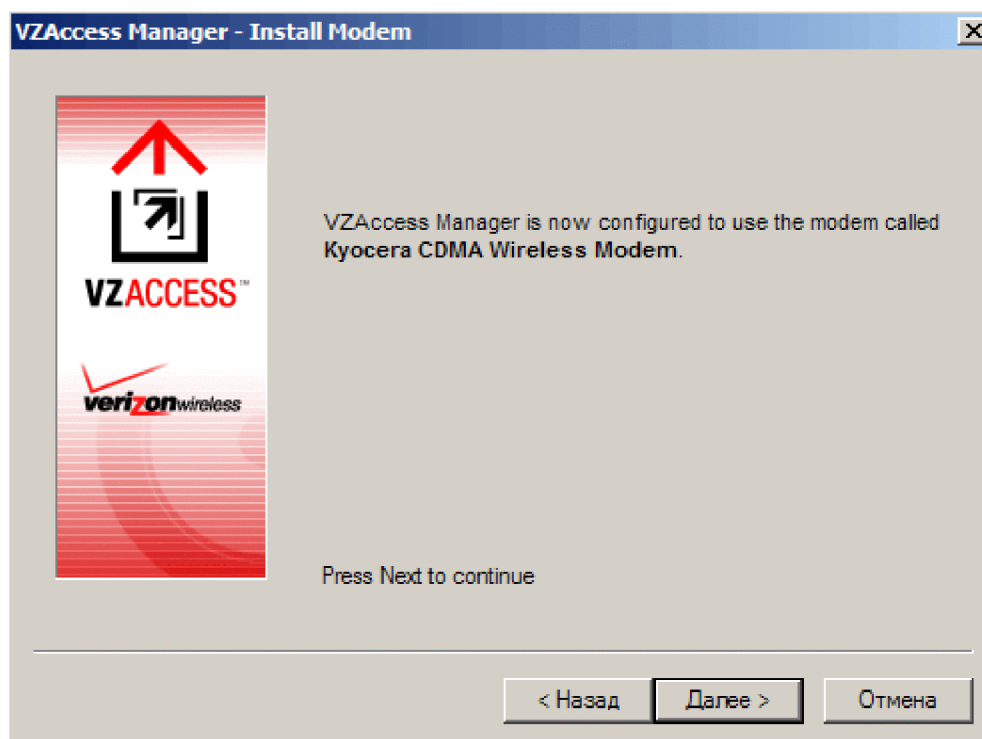 VZAccess Manager - Install Modem
VZAccess Manager is now configured to use the modem called
Kyocera CDMA Wireless Modem.
VZACCESS™
verizonwireless
Press Next to continue
< Назад
Далее >
Отмена